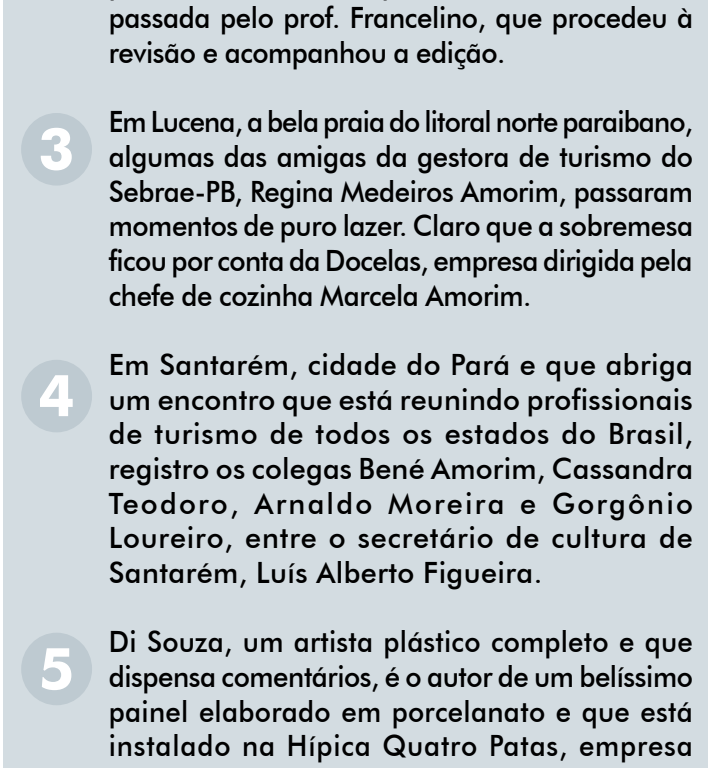 passada pelo prof. Francelino, que procedeu à
revisão e acompanhou a edição.
3
Em Lucena, a bela praia do litoral norte paraibano,
algumas das amigas da gestora de turismo do
Sebrae-PB, Regina Medeiros Amorim, passaram
momentos de puro lazer. Claro que a sobremesa
ficou por conta da Docelas, empresa dirigida pela
chefe de cozinha Marcela Amorim.
4
Em Santarém, cidade do Pará e que abriga
um encontro que está reunindo profissionais
de turismo de todos os estados do Brasil,
registro os colegas Bené Amorim, Cassandra
Teodoro, Arnaldo Moreira e Gorgônio
Loureiro, entre o secretário de cultura de
Santarém, Luís Alberto Figueira.
5
Di Souza, um artista plástico completo e que
dispensa comentários, é o autor de um belíssimo
painel elaborado em porcelanato e que está
instalado na Hípica Quatro Patas, empresa